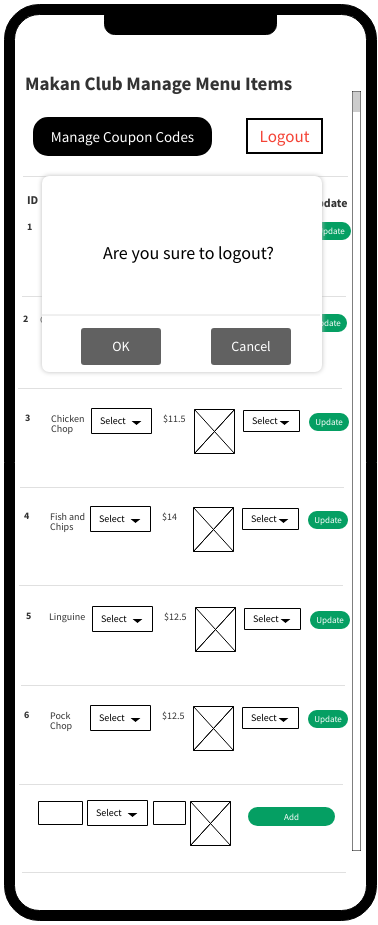 Makan Club Manage Menu Items
Manage Coupon Codes
Logout
ID
pdate
1
pdate
Are you sure to logout?
2
date
OK
Cancel
3
Chicken
Chop
Select
$11.5
Select
Update
4
Fish and
Chips
Select
$14
Select
Update
5
Linguine
Select
$12.5
Select
Update
6
Pock
Chop
Select
$12.5
Select
Update
Select
Add